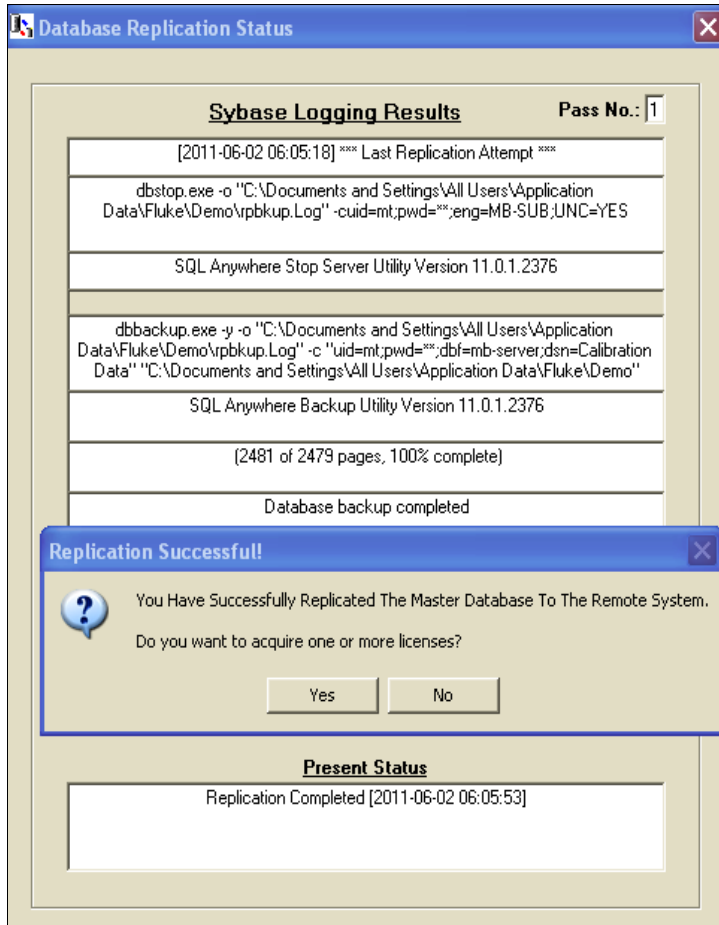 Database Replication Status
Sybase Logging Results
Pass No.: 1
[2011-06-02 06:05:18] *** Last Replication Attempt ***
dbstop.exe -o "C:\Documents and Settings\All Users\Application
Data\Fluke\Demo\rpbkup.Log" -cuid=mt;pwd=**;eng=MB-SUB;UNC=YES
SQL Anywhere Stop Server Utility Version 11.0.1.2376
dbbackup.exe -y -o "C:\Documents and Settings\All Users\Application
Data\Fluke\Demo\rpbkup.Log" -c "uid=mt;pwd=**;dbf=mb-server;dsn=Calibration
Data" "C:\Documents and Settings\All Users\Application Data\Fluke\Demo"
SQL Anywhere Backup Utility Version 11.0.1.2376
(2481 of 2479 pages, 100% complete)
Database backup completed
Replication Successful!
You Have Successfully Replicated The Master Database To The Remote System.
Do you want to acquire one or more licenses?
Yes
No
Present Status
Replication Completed [2011-06-02 06:05:53]